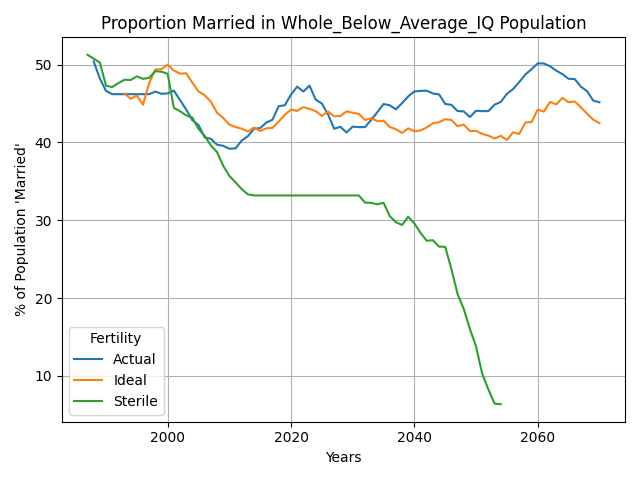 Proportion Married in Whole_Below_Average_IQ Population
% of Population 'Married'
50
40
30
20
10
Fertility
Actual
Ideal
Sterile
2000 2020 2040 2060
Years